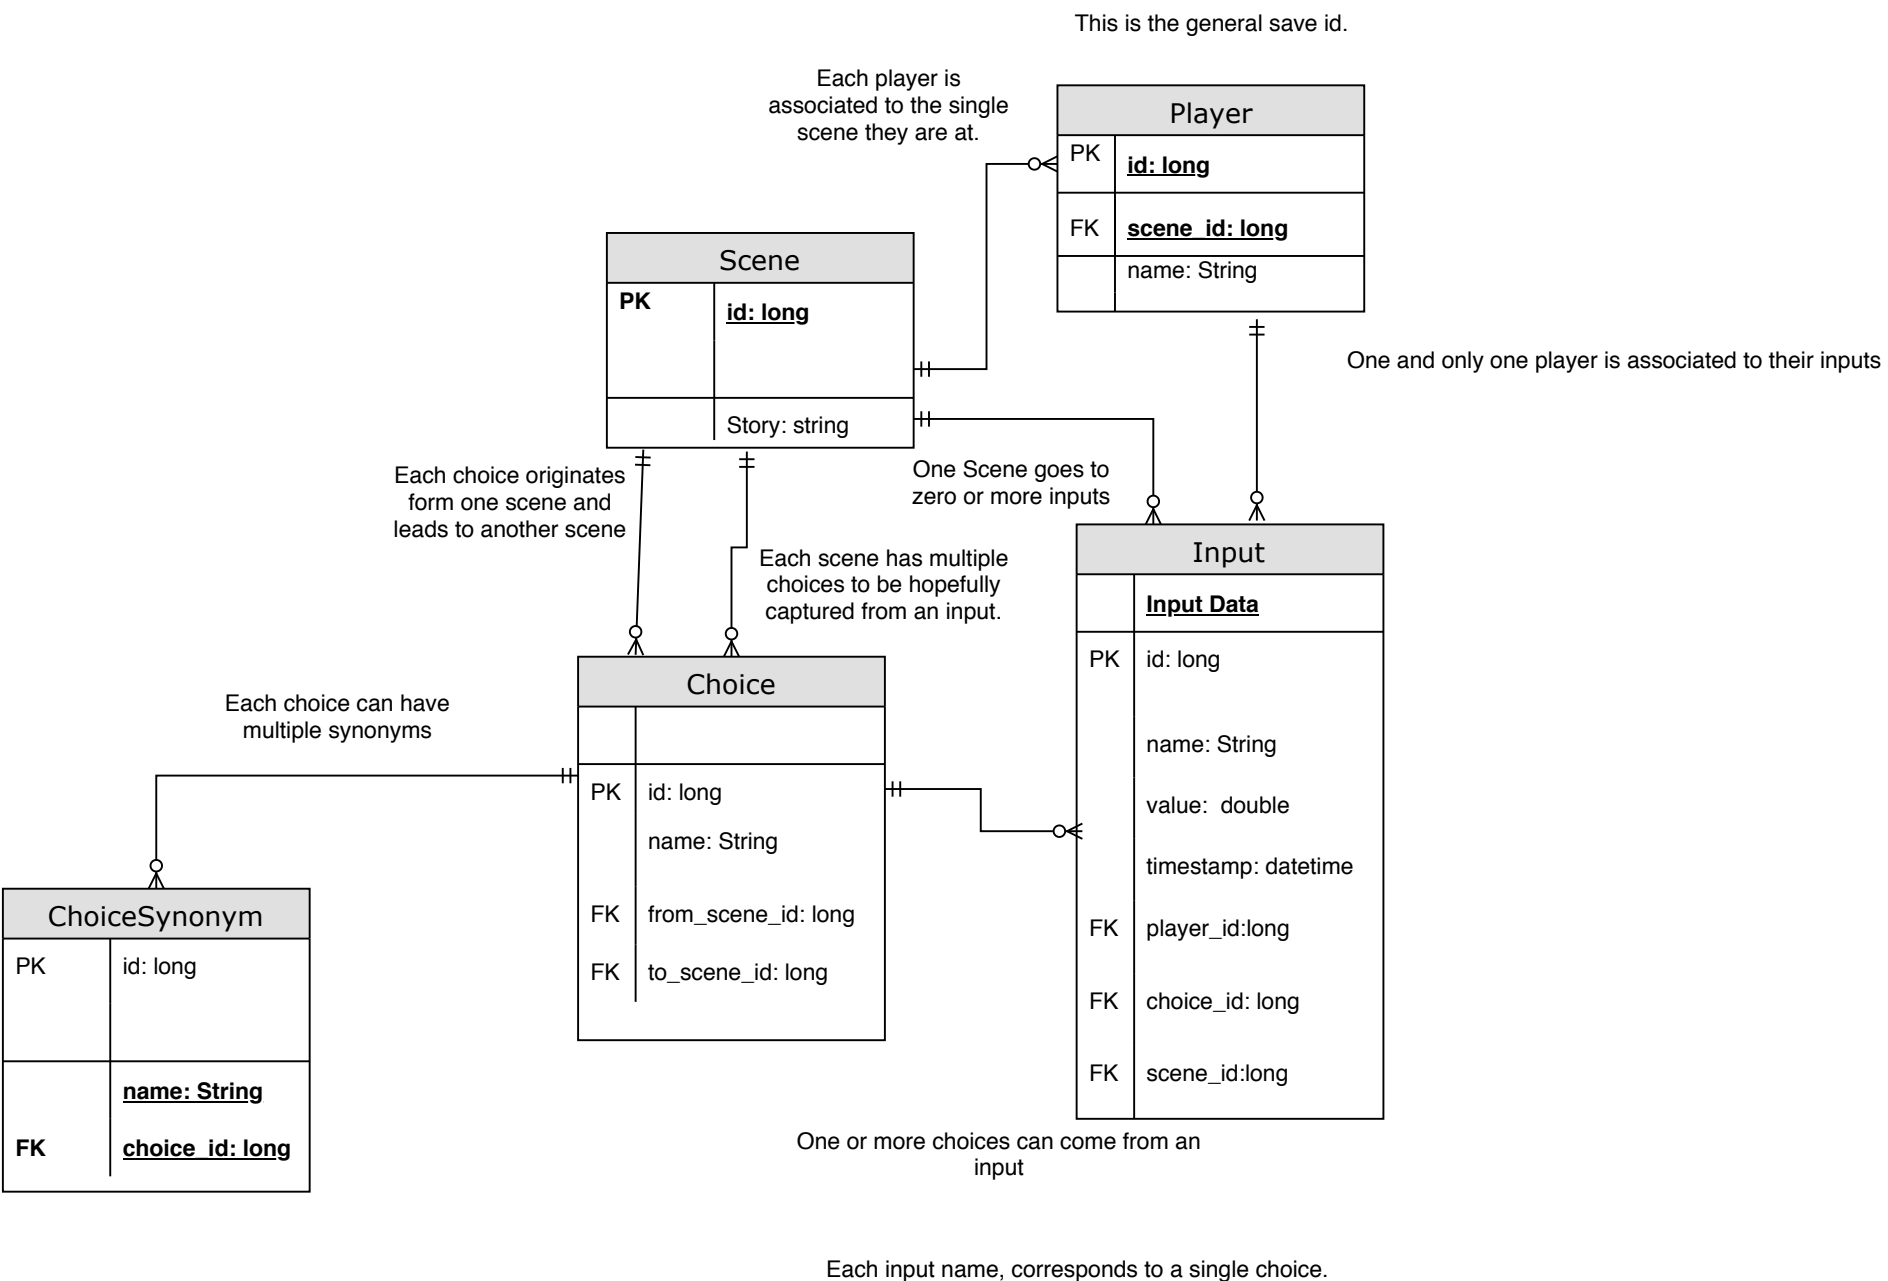 This is the general save id.
Each player is
associated to the single
scene they are at.
Player
PK
id: long
FK
scene_id: long
name: String
Scene
PK
id: long
Story: string
One and only one player is associated to their inputs
Each choice originates
form one scene and
leads to another scene
One Scene goes to
zero or more inputs
Each scene has multiple
choices to be hopefully
captured from an input.
Input
Input Data
PK
id: long
name: String
value:  double
timestamp: datetime
FK
player_id:long
FK
choice_id: long
FK
scene_id:long
Choice
PK
id: long
name: String
FK
from_scene_id: long
FK
to_scene_id: long
Each choice can have
multiple synonyms
ChoiceSynonym
PK
id: long
name: String
FK
choice_id: long
One or more choices can come from an
input
Each input name, corresponds to a single choice.